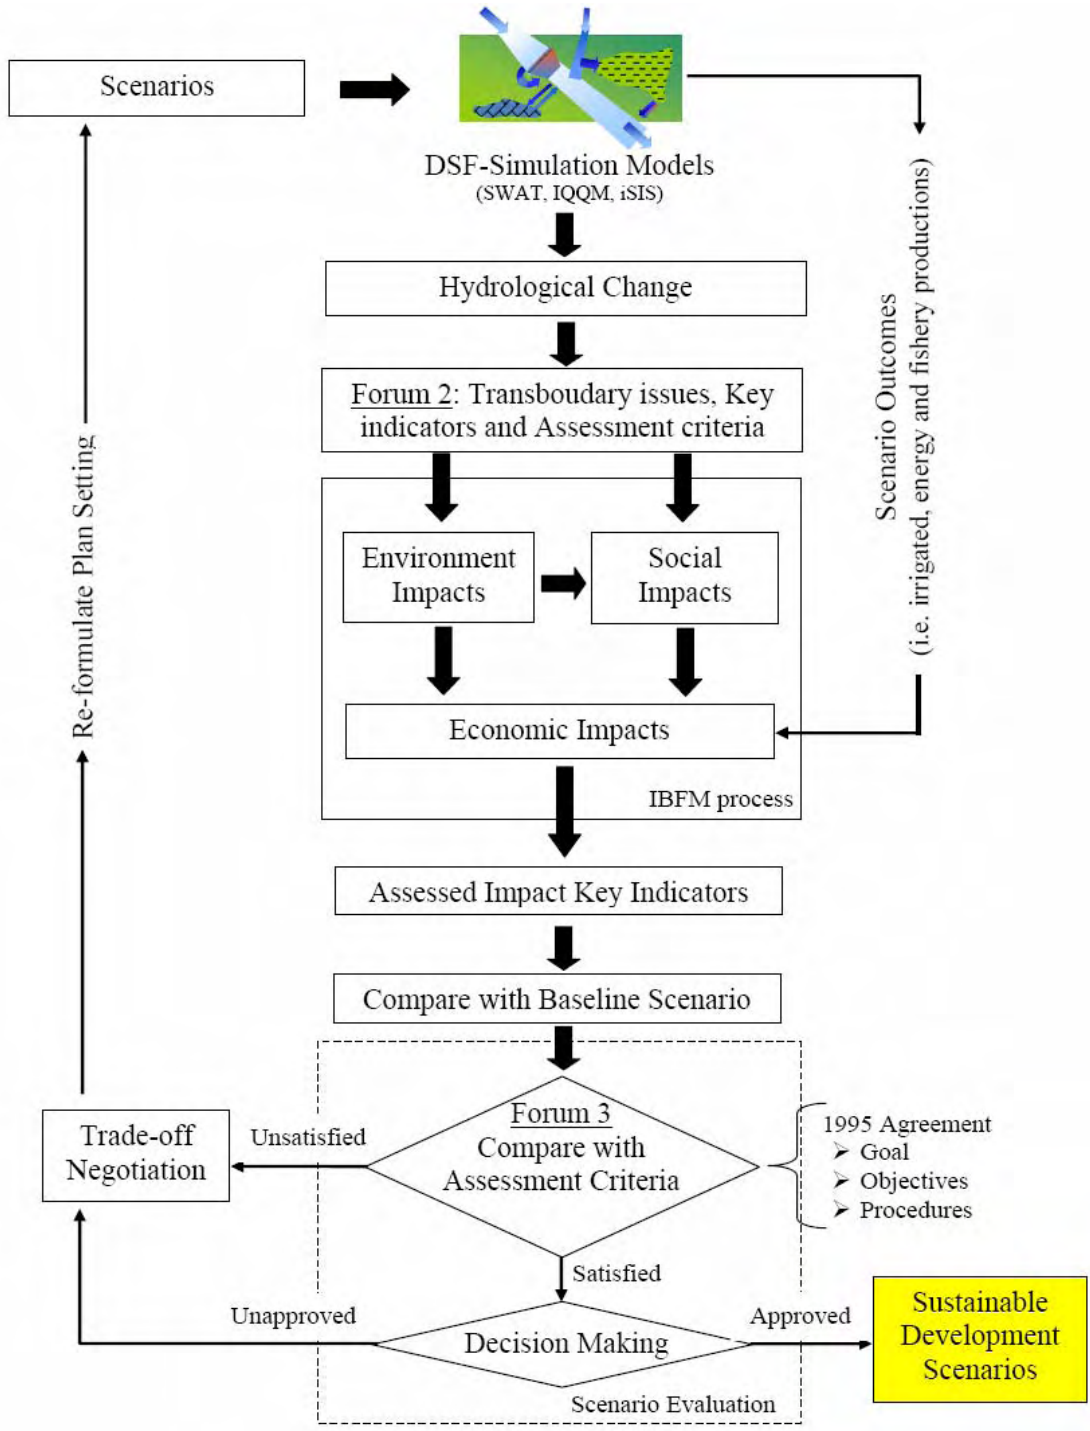 Scenarios
DSF-Simulation Models
(SWAT, IQQM, iSIS)
Hydrological Change
Forum 2: Transboudary issues, Key
indicators and Assessment criteria
Scenario Outcomes
(i.e. irrigated, energy and fishery productions)
Re-formulate Plan Setting
Environment
Impacts
Social
Impacts
Economic Impacts
IBFM process
Assessed Impact Key Indicators
Compare with Baseline Scenario
Forum 3
Compare with
Assessment Criteria
Unsatisfied
Trade-off
Negotiation
1995 Agreement
➢ Goal
➢ Objectives
➢ Procedures
Satisfied
Unapproved
Decision Making
Approved
Sustainable
Development
Scenarios
Scenario Evaluation